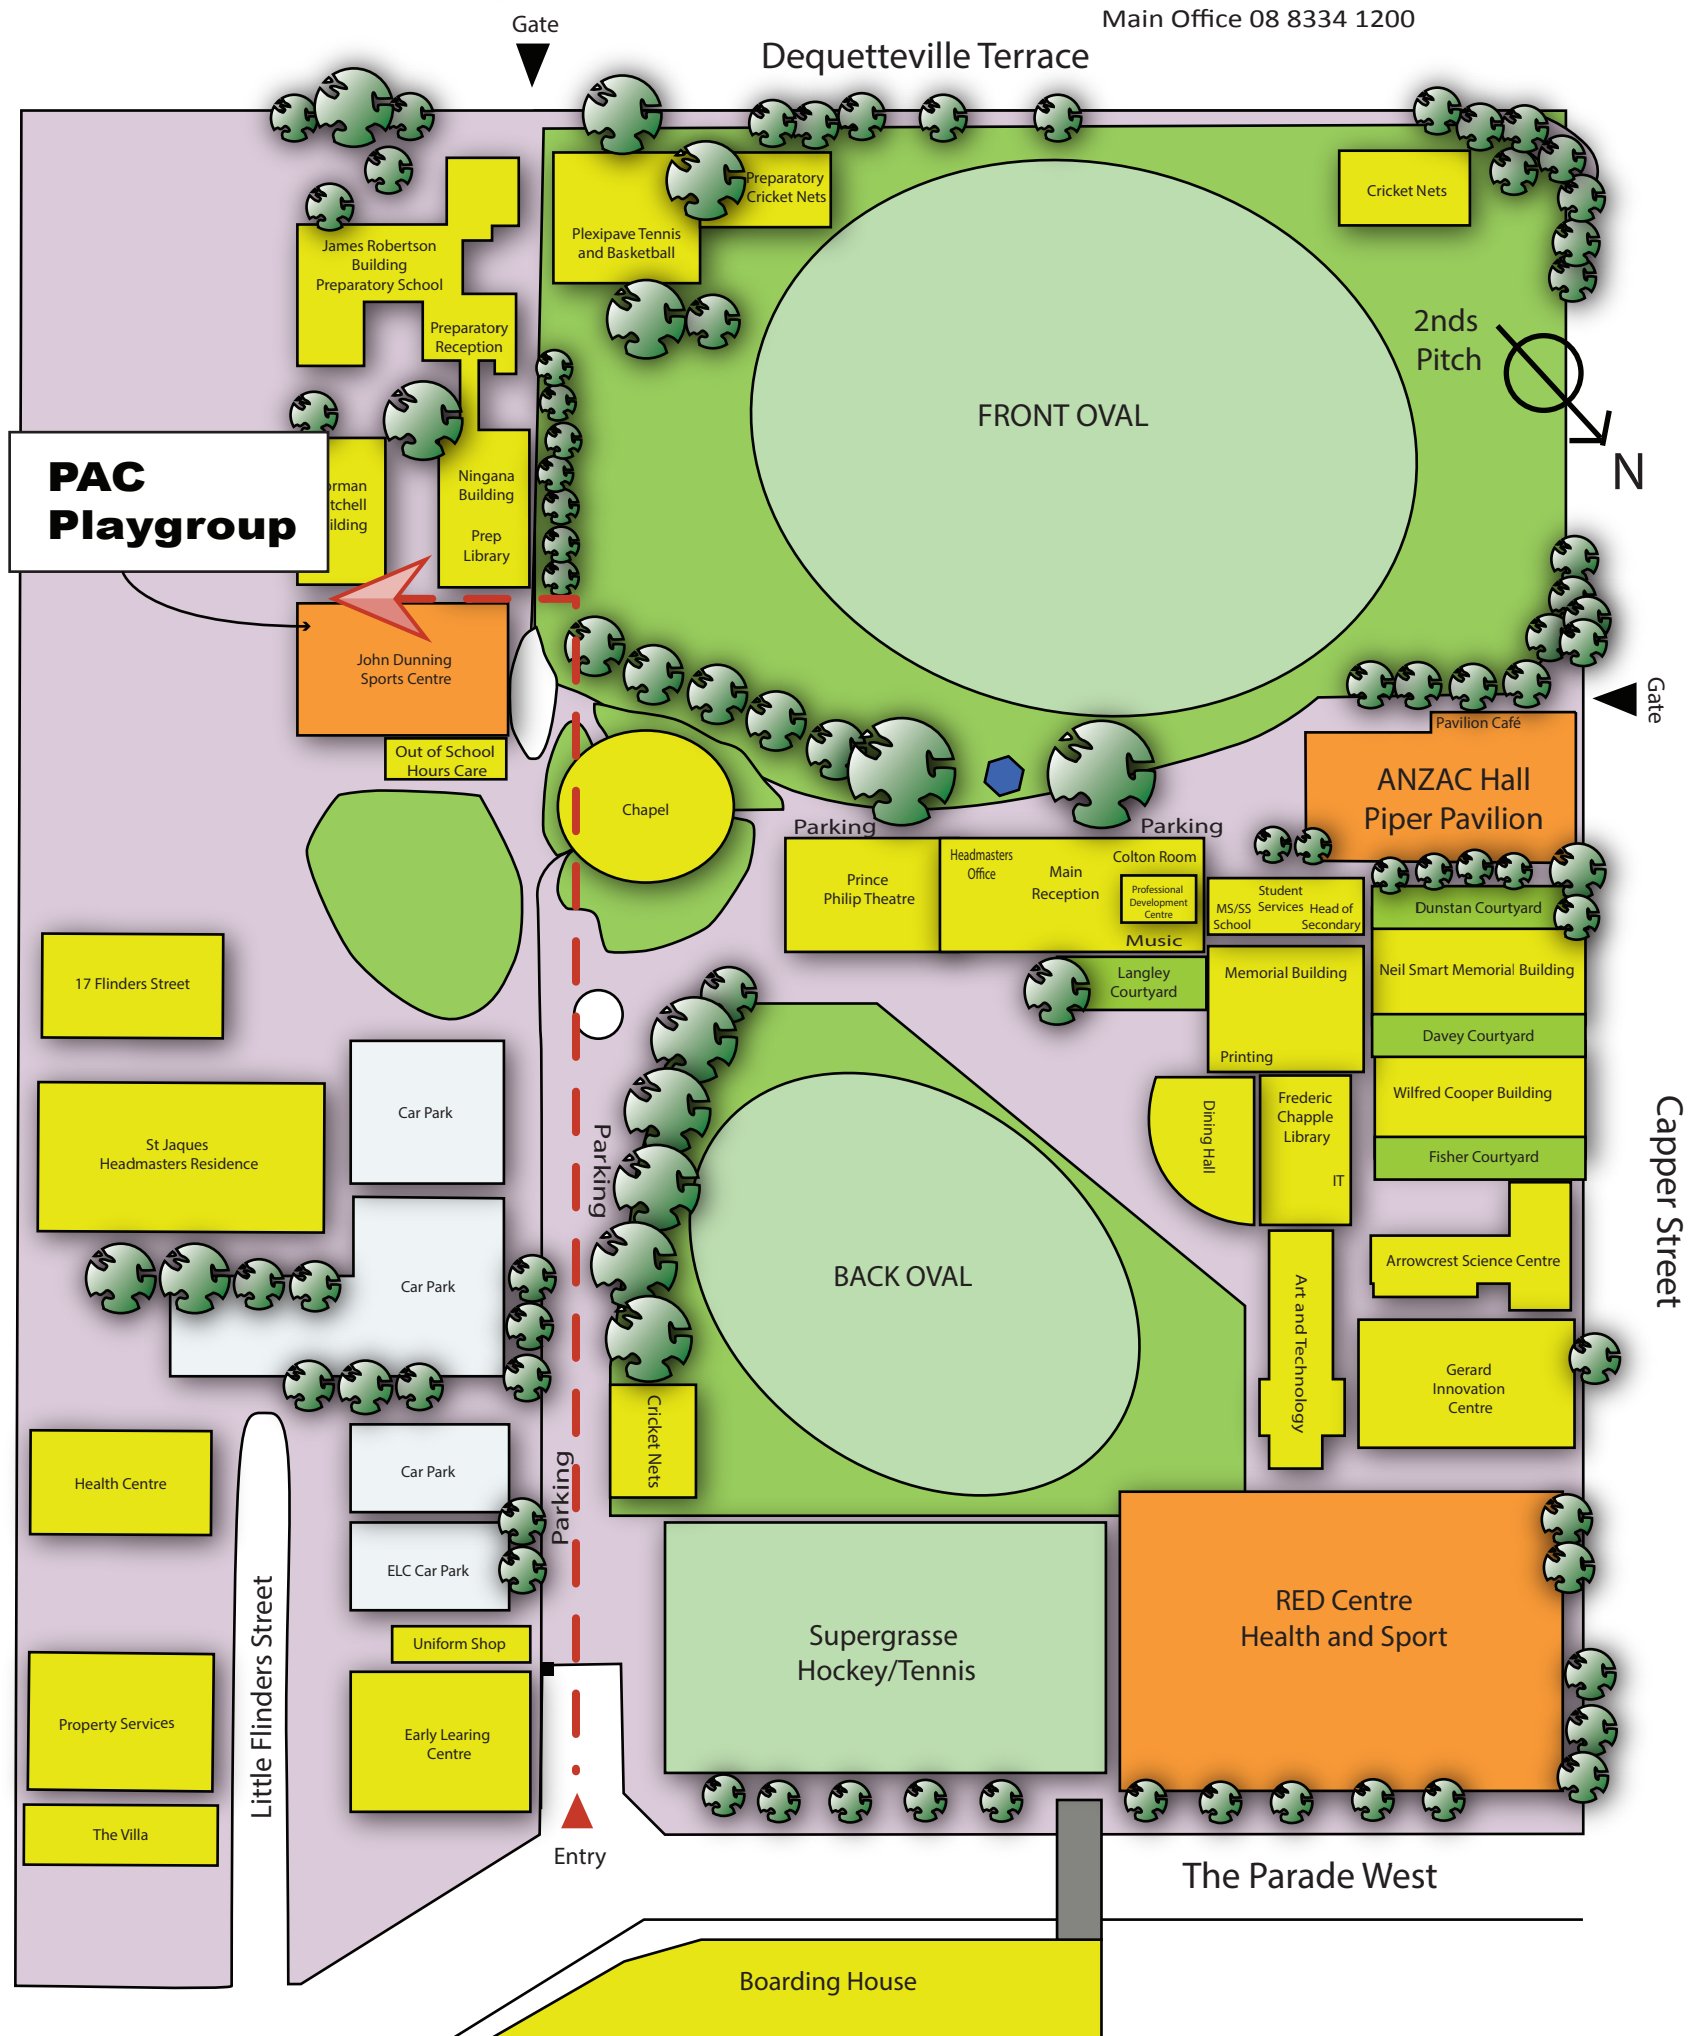 Main Office 08 8334 1200
Gate
Dequetteville Terrace
Preparatory
Cricket Nets
Cricket Nets
Plexipave Tennis
and Basketball
James Robertson
Building
Preparatory School
Preparatory
Reception
2nds
Pitch
N
FRONT OVAL
PAC
Playgroup
orman
tchell
ilding
Ningana
Building
Prep
Library
John Dunning
Sports Centre
Out of School
Hours Care
Gate
Pavilion Café
ANZAC Hall
Piper Pavilion
Chapel
Parking
Parking
Prince
Philip Theatre
Headmasters
Office
Main
Reception
Colton Room
Professional
Development
Centre
Music
Student
Services
MS/SS
School
Head of
Secondary
Dunstan Courtyard
Langley
Courtyard
Memorial Building
Printing
Neil Smart Memorial Building
Davey Courtyard
Wilfred Cooper Building
Fisher Courtyard
17 Flinders Street
Car Park
St Jaques
Headmasters Residence
Parking
Dining Hall
Frederic
Chapple
Library
IT
Capper Street
Car Park
BACK OVAL
Arrowcrest Science Centre
Art and Technology
Gerard
Innovation
Centre
Cricket Nets
Health Centre
Car Park
Parking
ELC Car Park
Little Flinders Street
Uniform Shop
Supergrasse
Hockey/Tennis
RED Centre
Health and Sport
Property Services
Early Learing
Centre
The Villa
Entry
The Parade West
Boarding House